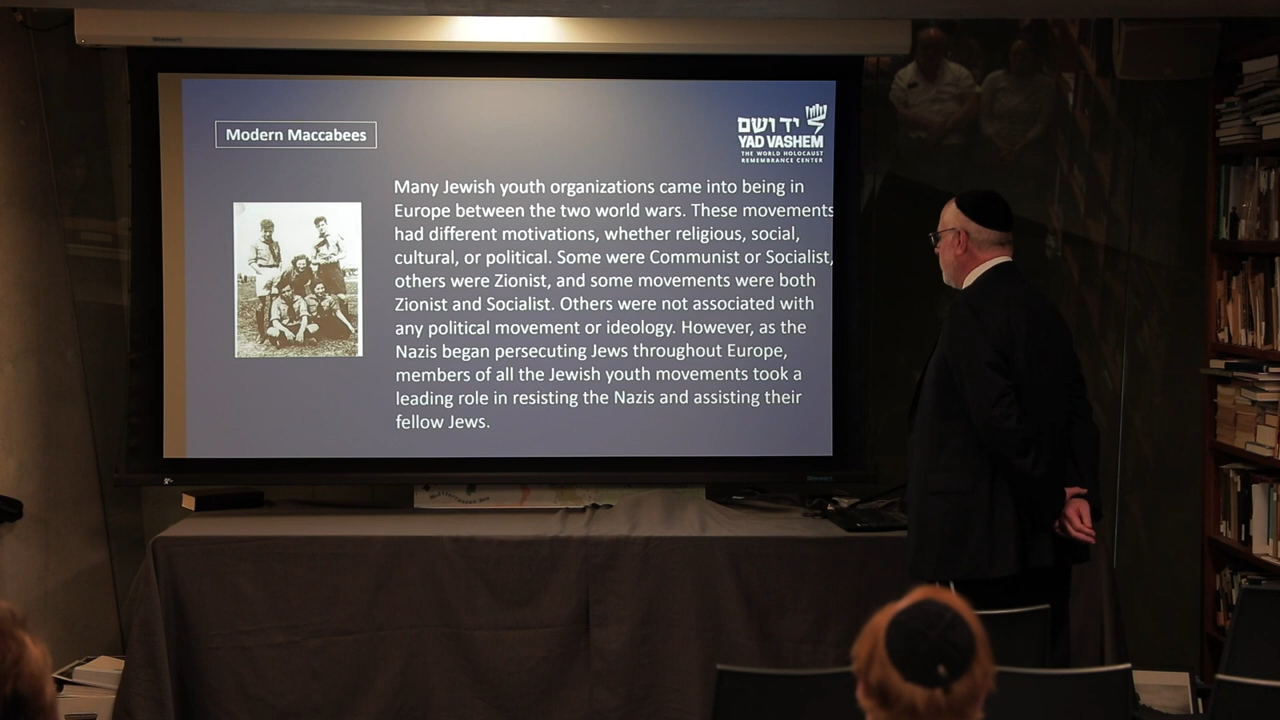 Modern Maccabees
יד ושם
YAD VASHEM
THE WORLD HOLOCAUST
REMEMBRANCE CENTER
Many Jewish youth organizations came into being in
Europe between the two world wars. These movements
had different motivations, whether religious, social,
cultural, or political. Some were Communist or Socialist,
others were Zionist, and some movements were both
Zionist and Socialist. Others were not associated with
any political movement or ideology. However, as the
Nazis began persecuting Jews throughout Europe,
members of all the Jewish youth movements took a
leading role in resisting the Nazis and assisting their
fellow Jews.